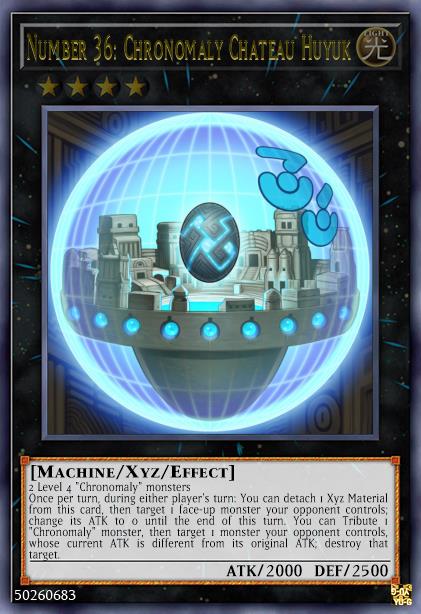 Number 36: Chronomaly Chateau Huyuk
LIGHT
光
[Machine/Xyz/Effect]
2 Level 4 "Chronomaly" monsters
Once per turn, during either player's turn: You can detach 1 Xyz Material
from this card, then target 1 face-up monster your opponent controls;
change its ATK to 0 until the end of this turn. You can Tribute 1
"Chronomaly" monster, then target 1 monster your opponent controls,
whose current ATK is different from its original ATK; destroy that
target.
ATK/2000 DEF/2500
50260683